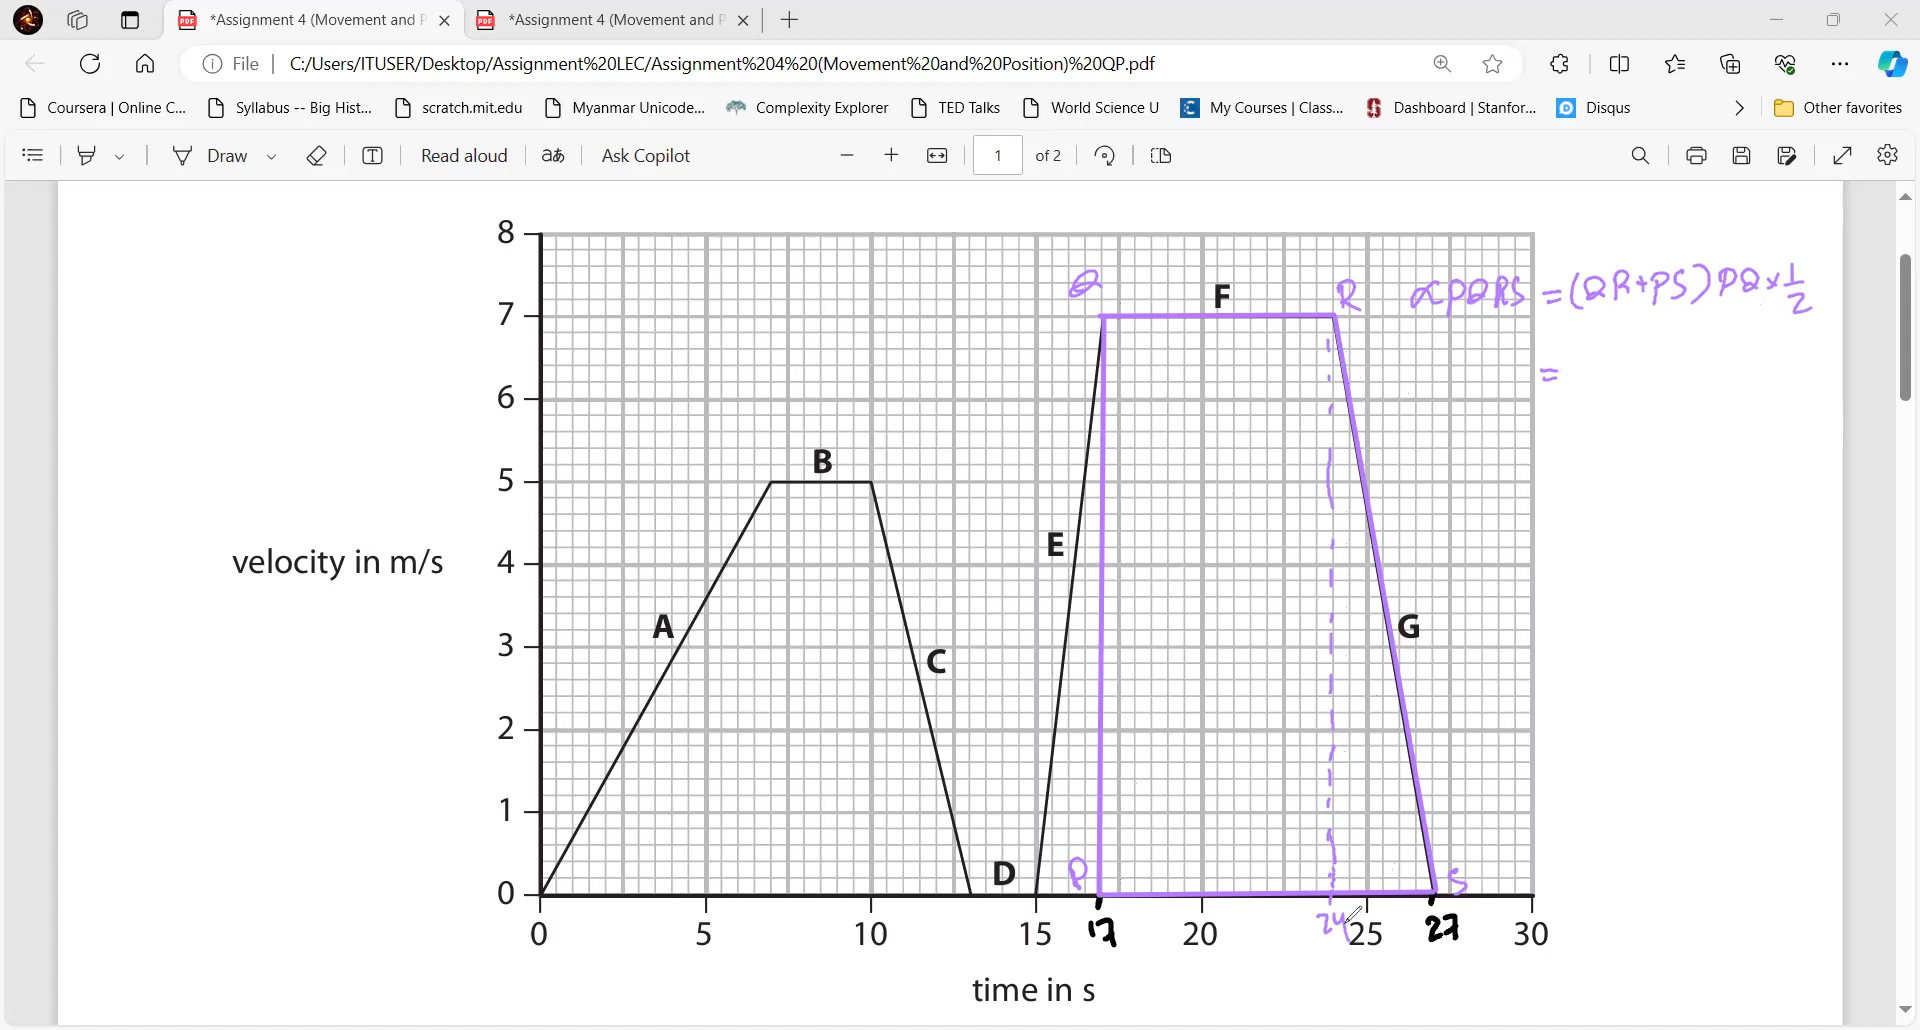 *Assignment 4 (Movement and P
*Assignment 4 (Movement and P
File
C:/Users/ITUSER/Desktop/Assignment%20LEC/Assignment%204%20(Movement%20and%20Position)%20QP.pdf
Coursera | Online C...
Syllabus -- Big Hist...
scratch.mit.edu
Myanmar Unicode...
Complexity Explorer
TED Talks
World Science U
My Courses | Class...
Dashboard | Stanfor...
Disqus
Other favorites
Draw
Read aloud
aあ
Ask Copilot
1 of 2
8
Q
F
R
α PQRS = (QR+PS) PQ × 1/2
7
=
6
B
5
velocity in m/s
4
E
A
3
G
C
2
1
D
P
S
0
0 5 10 15 17 20 24 25 27 30
time in s